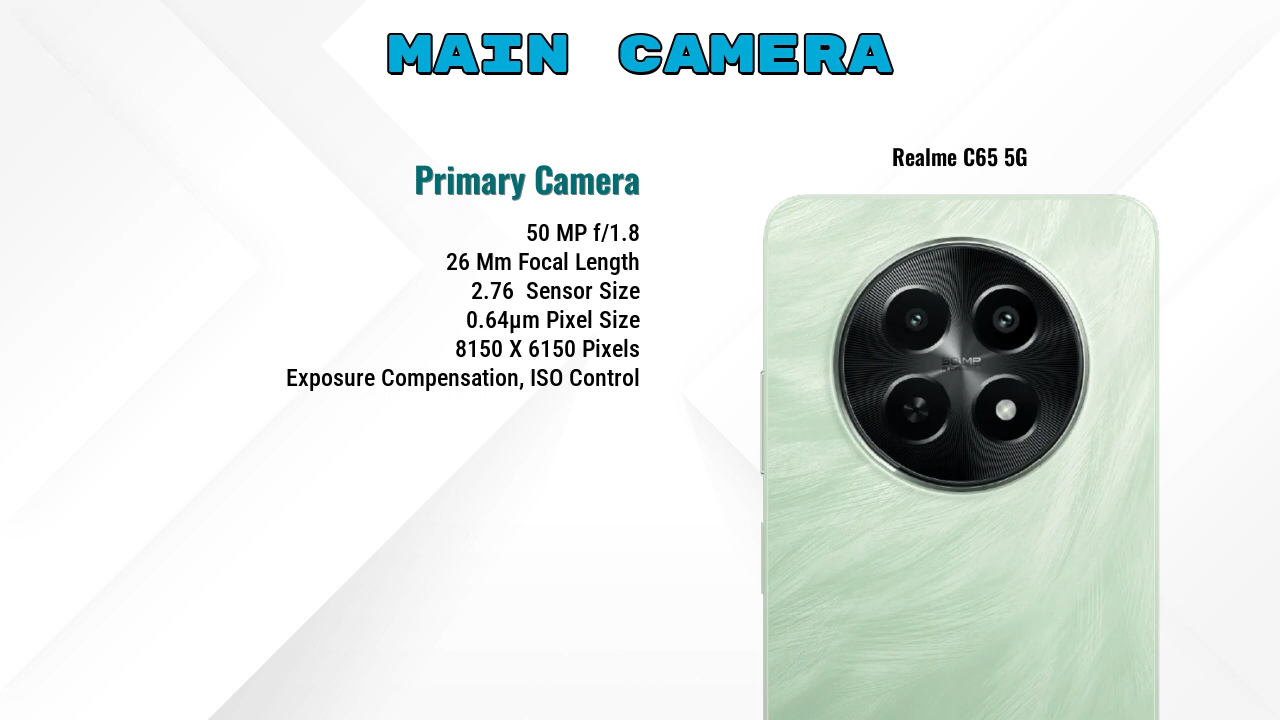 MAIN CAMERA
Primary Camera
50 MP f/1.8
26 Mm Focal Length
2.76  Sensor Size
0.64μm Pixel Size
8150 X 6150 Pixels
Exposure Compensation, ISO Control
Realme C65 5G